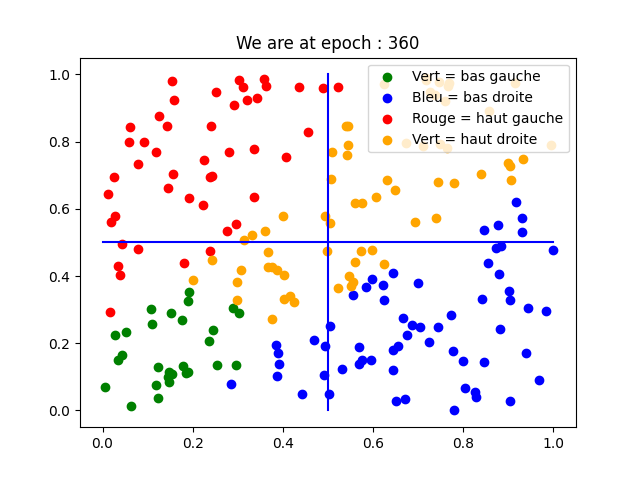 We are at epoch : 360
Vert = bas gauche
Bleu = bas droite
Rouge = haut gauche
Vert = haut droite
1.0
0.8
0.6
0.4
0.2
0.0
0.0 0.2 0.4 0.6 0.8 1.0